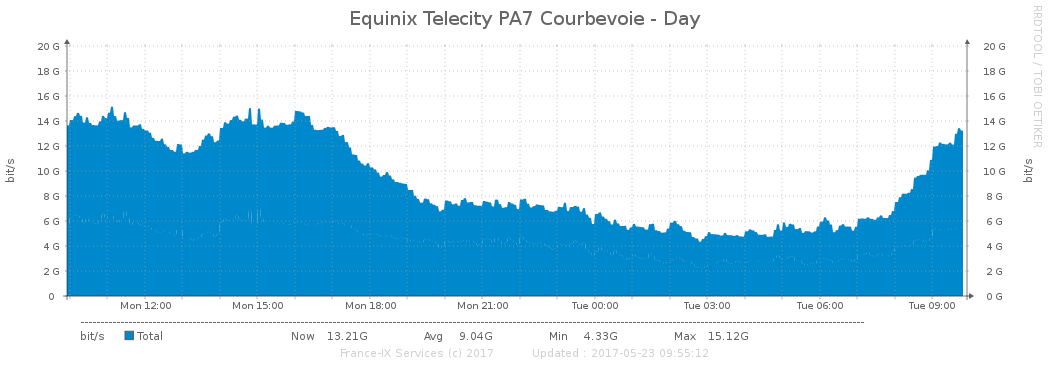 Equinix Telecity PA7 Courbevoie - Day
RRDTOOL / TOBI OETIKER
20 G 20 G
18 G 18 G
16 G 16 G
14 G 14 G
12 G 12 G
10 G 10 G
8 G 8 G
6 G 6 G
4 G 4 G
2 G 2 G
0 0 G
bit/s bit/s
Mon 12:00 Mon 15:00 Mon 18:00 Mon 21:00 Tue 00:00 Tue 03:00 Tue 06:00 Tue 09:00
bit/s Total Now 13.21G Avg 9.04G Min 4.33G Max 15.12G
France-IX Services (c) 2017 Updated : 2017-05-23 09:55:12